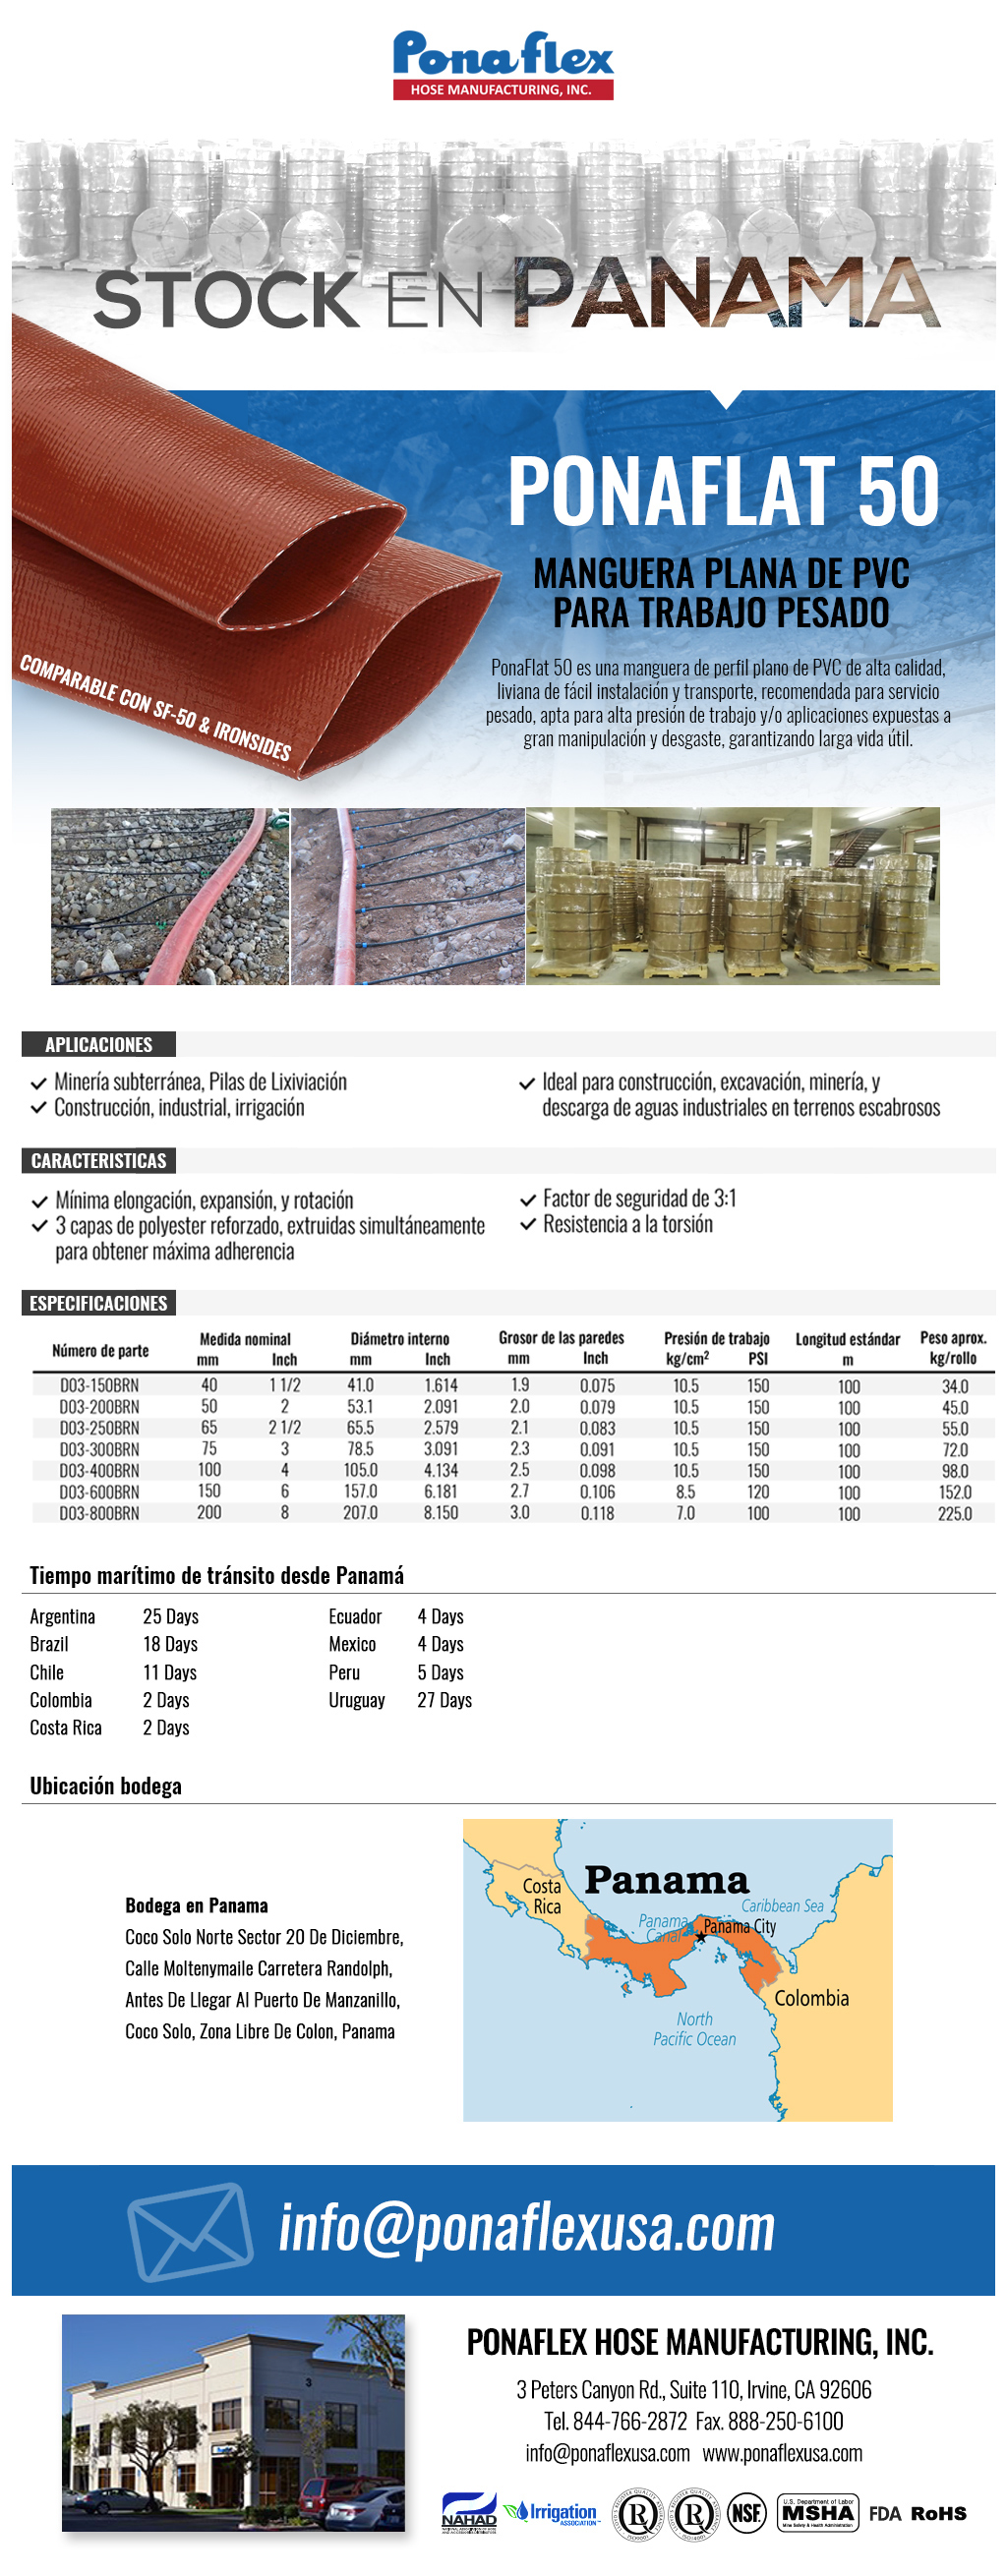 PonaFlex
HOSE MANUFACTURING, INC.
STOCK EN PANAMA
PONAFLAT 50
MANGUERA PLANA DE PVC
PARA TRABAJO PESADO
PonaFlat 50 es una manguera de perfil plano de PVC de alta calidad,
liviana de fácil instalación y transporte, recomendada para servicio
pesado, apta para alta presión de trabajo y/o aplicaciones expuestas a
gran manipulación y desgaste, garantizando larga vida útil.
COMPARABLE CON SF-50 & IRONSIDES
APLICACIONES
Minería subterránea, Pilas de Lixiviación
Construcción, industrial, irrigación
Ideal para construcción, excavación, minería, y
descarga de aguas industriales en terrenos escabrosos
CARACTERISTICAS
Mínima elongación, expansión, y rotación
3 capas de polyester reforzado, extruidas simultáneamente
para obtener máxima adherencia
Factor de seguridad de 3:1
Resistencia a la torsión
ESPECIFICACIONES
Número de parte Medida nominal Diámetro interno Grosor de las paredes Presión de trabajo Longitud estándar Peso aprox.
mm Inch mm Inch mm Inch kg/cm² PSI m kg/rollo
D03-150BRN 40 1 1/2 41.0 1.614 1.9 0.075 10.5 150 100 34.0
D03-200BRN 50 2 53.1 2.091 2.0 0.079 10.5 150 100 45.0
D03-250BRN 65 2 1/2 65.5 2.579 2.1 0.083 10.5 150 100 55.0
D03-300BRN 75 3 78.5 3.091 2.3 0.091 10.5 150 100 72.0
D03-400BRN 100 4 105.0 4.134 2.5 0.098 10.5 150 100 98.0
D03-600BRN 150 6 157.0 6.181 2.7 0.106 8.5 120 100 152.0
D03-800BRN 200 8 207.0 8.150 3.0 0.118 7.0 100 100 225.0
Tiempo marítimo de tránsito desde Panamá
Argentina 25 Days
Brazil 18 Days
Chile 11 Days
Colombia 2 Days
Costa Rica 2 Days
Ecuador 4 Days
Mexico 4 Days
Peru 5 Days
Uruguay 27 Days
Ubicación bodega
Bodega en Panama
Coco Solo Norte Sector 20 De Diciembre,
Calle Moltenymaile Carretera Randolph,
Antes De Llegar Al Puerto De Manzanillo,
Coco Solo, Zona Libre De Colon, Panama
Panama
Costa
Rica
Caribbean Sea
Panama
Canal
Panama City
Colombia
North
Pacific Ocean
info@ponaflexusa.com
3
PONAFLEX HOSE MANUFACTURING, INC.
3 Peters Canyon Rd., Suite 110, Irvine, CA 92606
Tel. 844-766-2872 Fax. 888-250-6100
info@ponaflexusa.com www.ponaflexusa.com
NAHAD
Irrigation
ASSOCIATION
NSF.
U.S. Department of Labor
MSHA
Mine Safety & Health Administration
FDA
RoHS